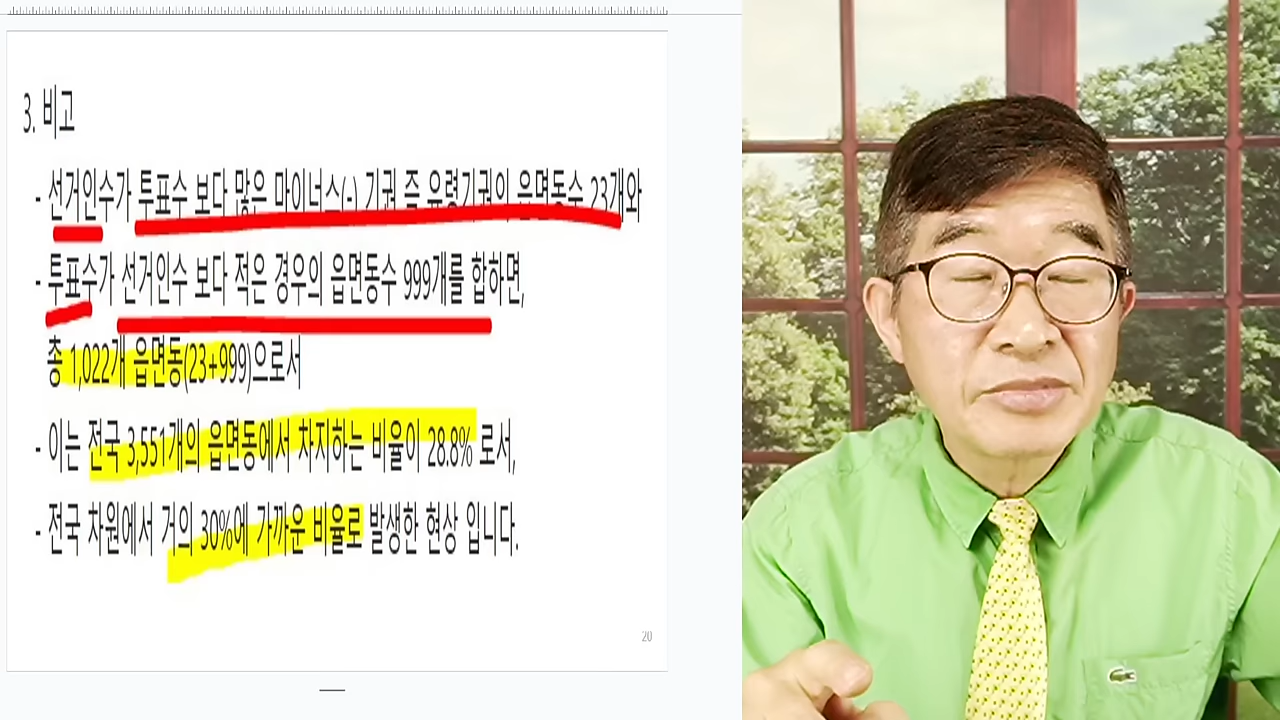 3. 비고
- 선거인수가 투표수 보다 많은 마이너스(-) 기권 즉 유령기권의 읍면동수 23개와
- 투표수가 선거인수 보다 적은 경우의 읍면동수 999개를 합하면,
총 1,022개 읍면동(23+999)으로서
- 이는 전국 3,551개의 읍면동에서 차지하는 비율이 28.8% 로서,
- 전국 차원에서 거의 30%에 가까운 비율로 발생한 현상 입니다.
20